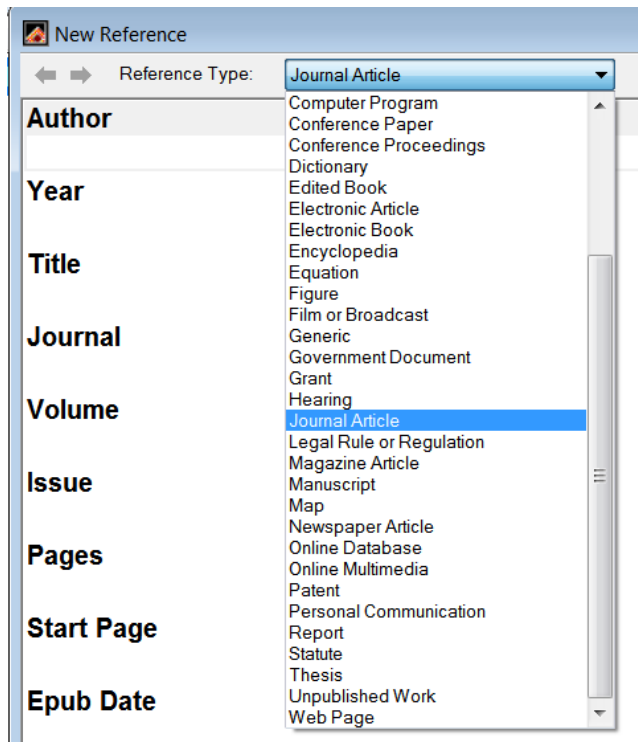 New Reference
Reference Type: Journal Article
Computer Program
Author
Conference Paper
Conference Proceedings
Dictionary
Edited Book
Year
Electronic Article
Electronic Book
Encyclopedia
Title
Equation
Figure
Film or Broadcast
Journal
Generic
Government Document
Grant
Hearing
Volume
Journal Article
Legal Rule or Regulation
Magazine Article
Issue
Manuscript
Map
Newspaper Article
Online Database
Pages
Online Multimedia
Patent
Personal Communication
Start Page
Report
Statute
Thesis
Epub Date
Unpublished Work
Web Page